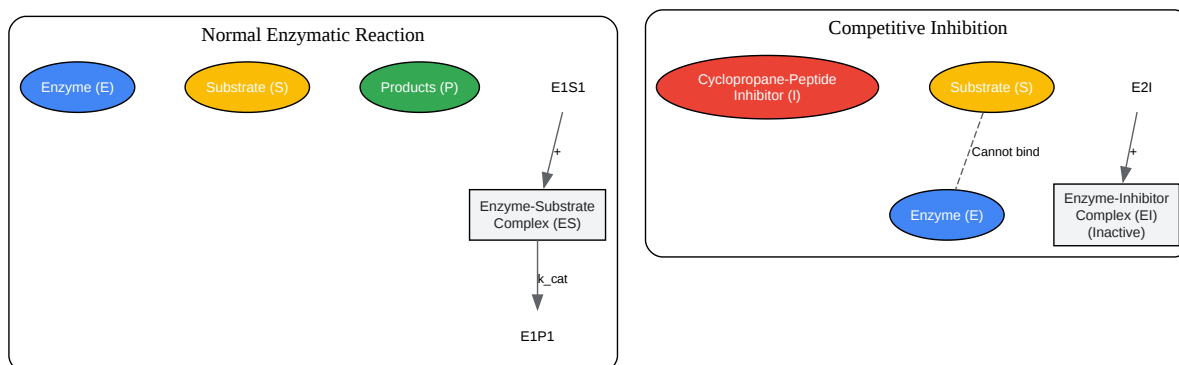 Normal Enzymatic Reaction
Enzyme (E)
Substrate (S)
Products (P)
E1S1
+
Enzyme-Substrate
Complex (ES)
k_cat
E1P1
Competitive Inhibition
Cyclopropane-Peptide
Inhibitor (I)
Substrate (S)
E2I
Cannot bind
+
Enzyme (E)
Enzyme-Inhibitor
Complex (EI)
(Inactive)